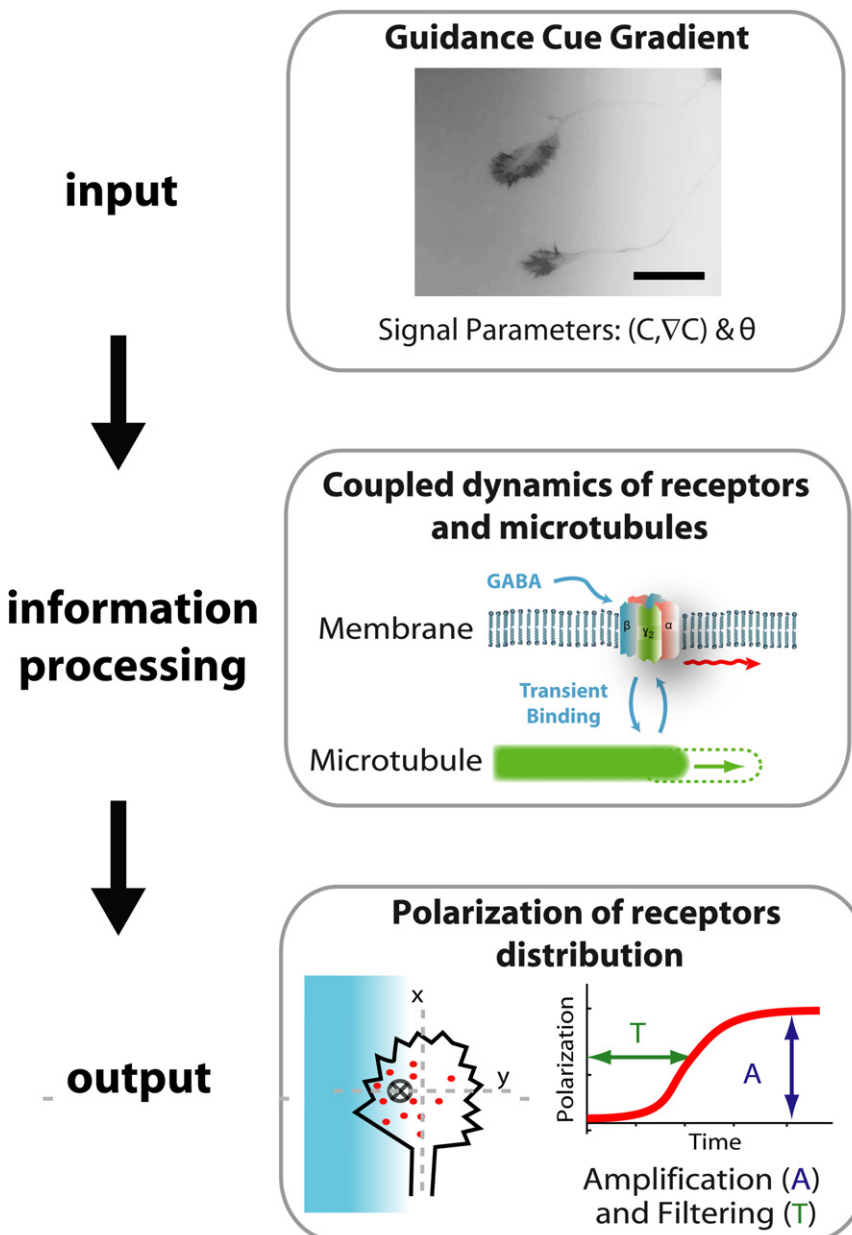 Guidance Cue Gradient
input
Signal Parameters: (C,∇C) & θ
Coupled dynamics of receptors
and microtubules
GABA
β
γ₂
α
Membrane
information
processing
Transient
Binding
Microtubule
Polarization of receptors
distribution
x
y
output
Polarization
T
A
Time
Amplification (A)
and Filtering (T)